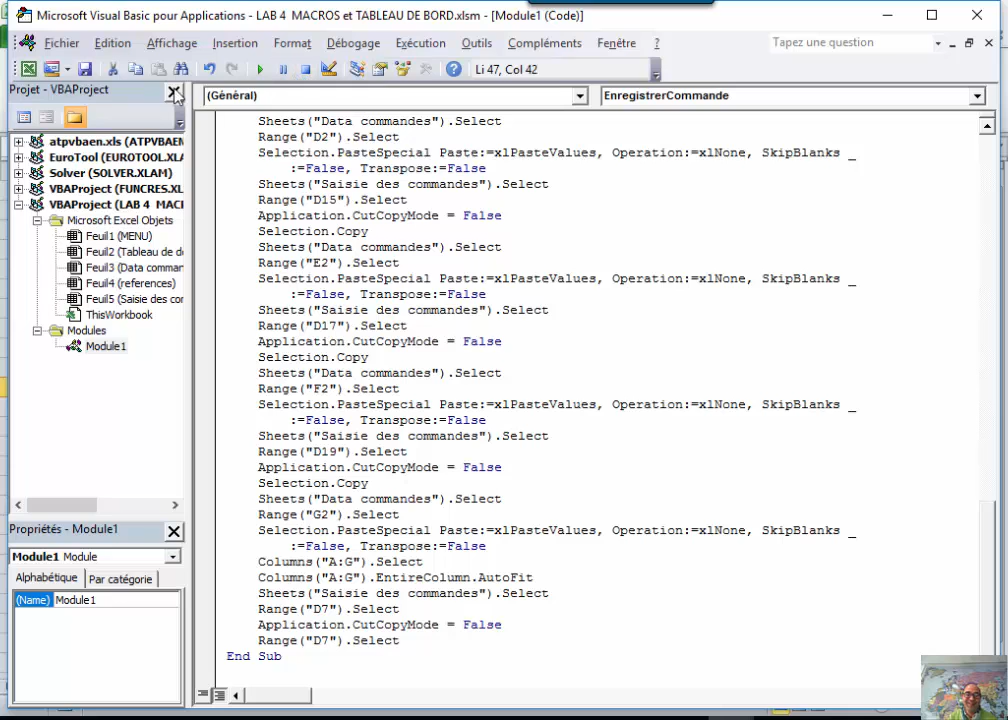 Microsoft Visual Basic pour Applications - LAB 4  MACROS et TABLEAU DE BORD.xlsm - [Module1 (Code)]
Fichier Edition Affichage Insertion Format Débogage Exécution Outils Compléments Fenêtre ? Tapez une question
Li 47, Col 42
Projet - VBAProject
(Général) EnregistrerCommande
atpvbaen.xls (ATPVBAEN
EuroTool (EUROTOOL.XLA
Solver (SOLVER.XLAM)
VBAProject (FUNCRES.XL
VBAProject (LAB 4  MACI
Microsoft Excel Objets
Feuil1 (MENU)
Feuil2 (Tableau de d
Feuil3 (Data comman
Feuil4 (references)
Feuil5 (Saisie des con
ThisWorkbook
Modules
Module1
Propriétés - Module1
Module1 Module
Alphabétique Par catégorie
(Name) Module1
Sheets("Data commandes").Select
Range("D2").Select
Selection.PasteSpecial Paste:=xlPasteValues, Operation:=xlNone, SkipBlanks _
:=False, Transpose:=False
Sheets("Saisie des commandes").Select
Range("D15").Select
Application.CutCopyMode = False
Selection.Copy
Sheets("Data commandes").Select
Range("E2").Select
Selection.PasteSpecial Paste:=xlPasteValues, Operation:=xlNone, SkipBlanks _
:=False, Transpose:=False
Sheets("Saisie des commandes").Select
Range("D17").Select
Application.CutCopyMode = False
Selection.Copy
Sheets("Data commandes").Select
Range("F2").Select
Selection.PasteSpecial Paste:=xlPasteValues, Operation:=xlNone, SkipBlanks _
:=False, Transpose:=False
Sheets("Saisie des commandes").Select
Range("D19").Select
Application.CutCopyMode = False
Selection.Copy
Sheets("Data commandes").Select
Range("G2").Select
Selection.PasteSpecial Paste:=xlPasteValues, Operation:=xlNone, SkipBlanks _
:=False, Transpose:=False
Columns("A:G").Select
Columns("A:G").EntireColumn.AutoFit
Sheets("Saisie des commandes").Select
Range("D7").Select
Application.CutCopyMode = False
Range("D7").Select
End Sub